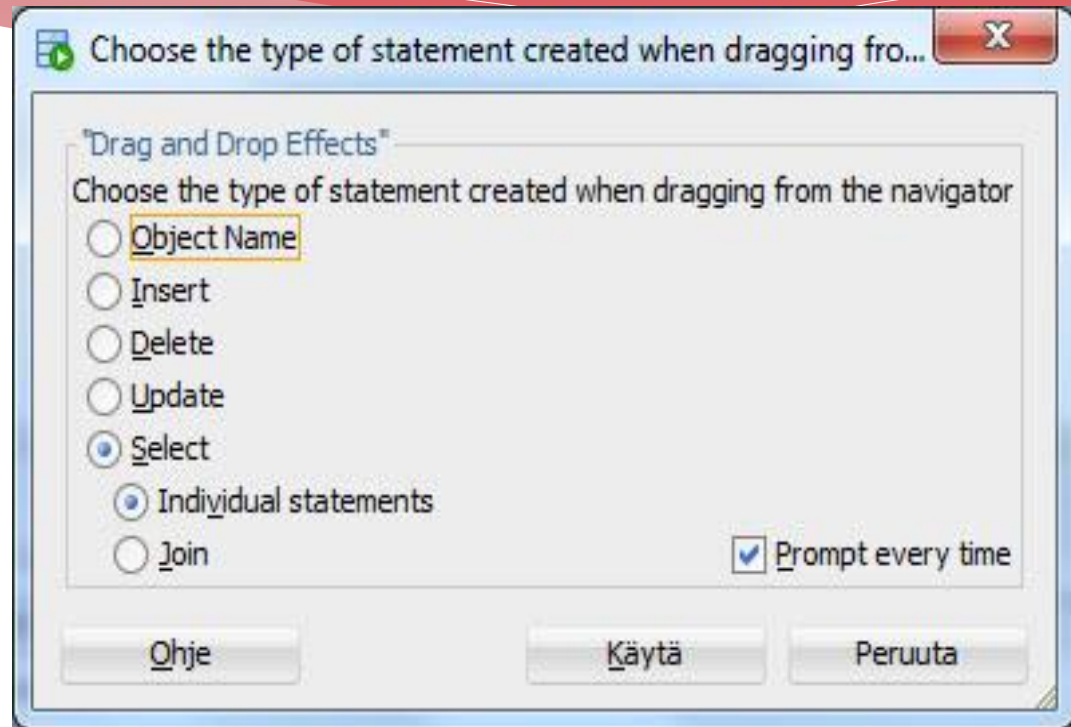 Choose the type of statement created when dragging fro...
"Drag and Drop Effects"
Choose the type of statement created when dragging from the navigator
Object Name
Insert
Delete
Update
Select
Individual statements
Join
Prompt every time
Ohje
Käytä
Peruuta